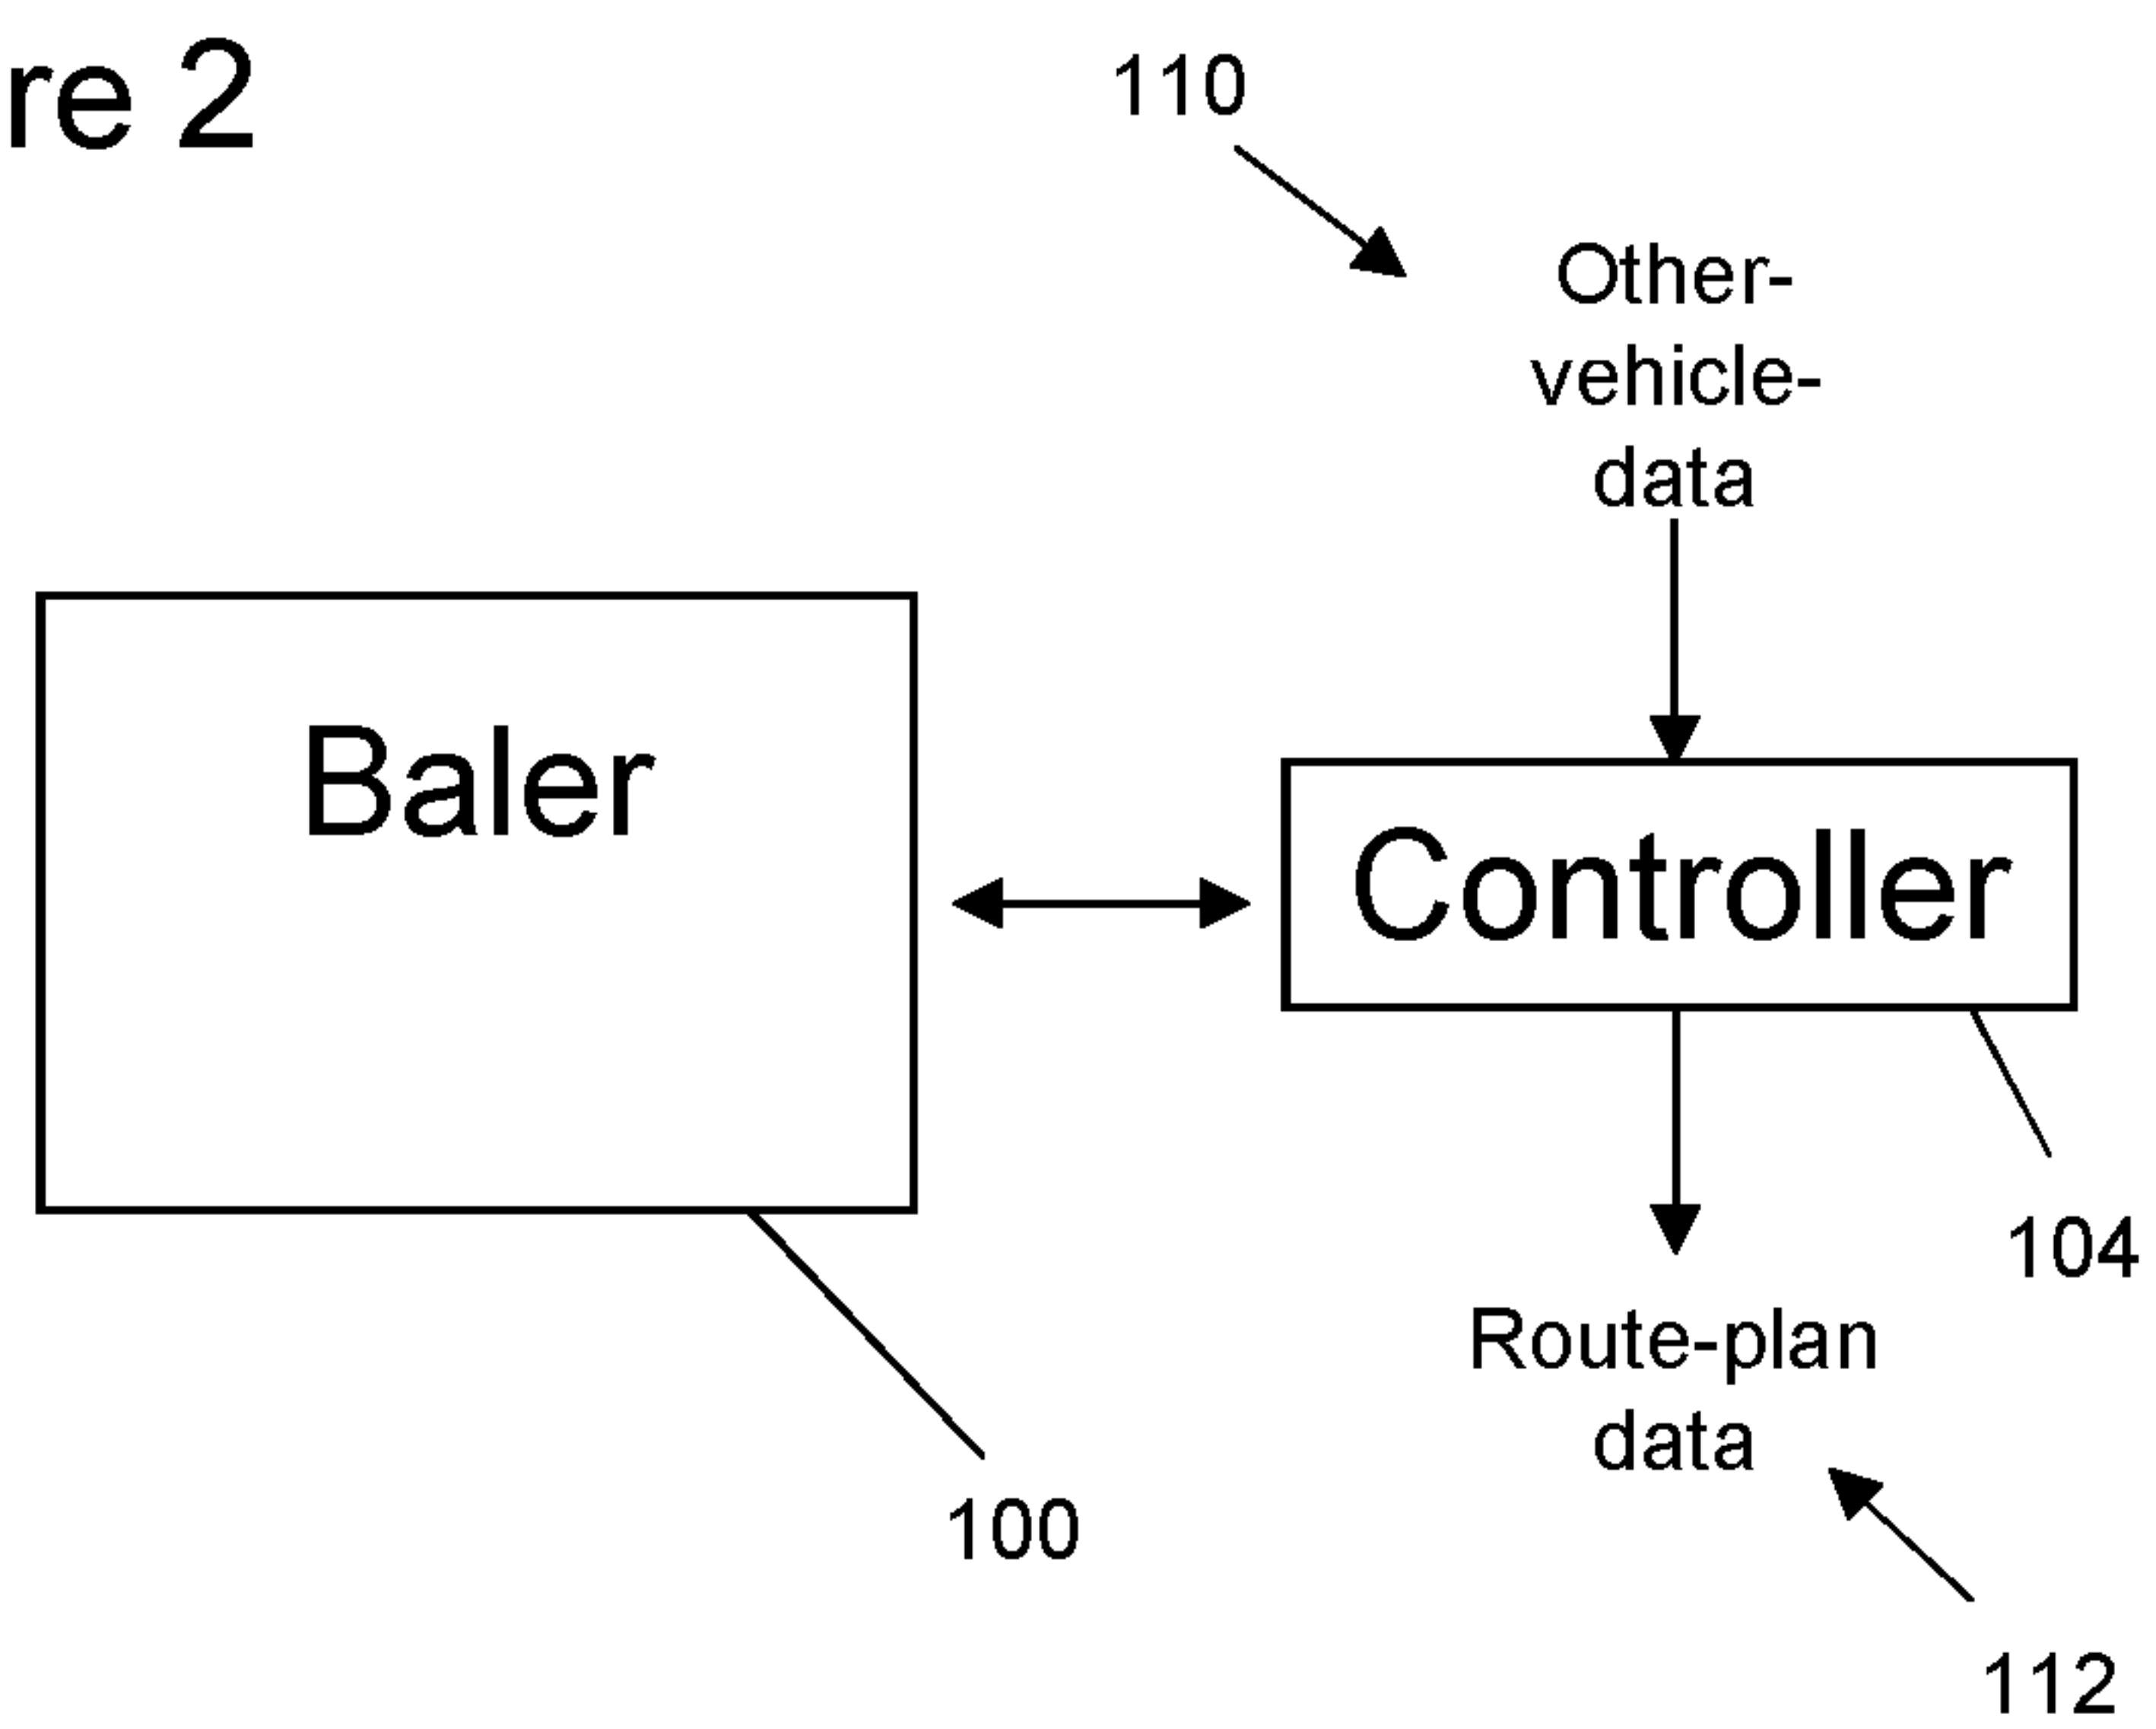 re 2
110
Other-
vehicle-
data
Baler
Controller
104
Route-plan
data
100
112